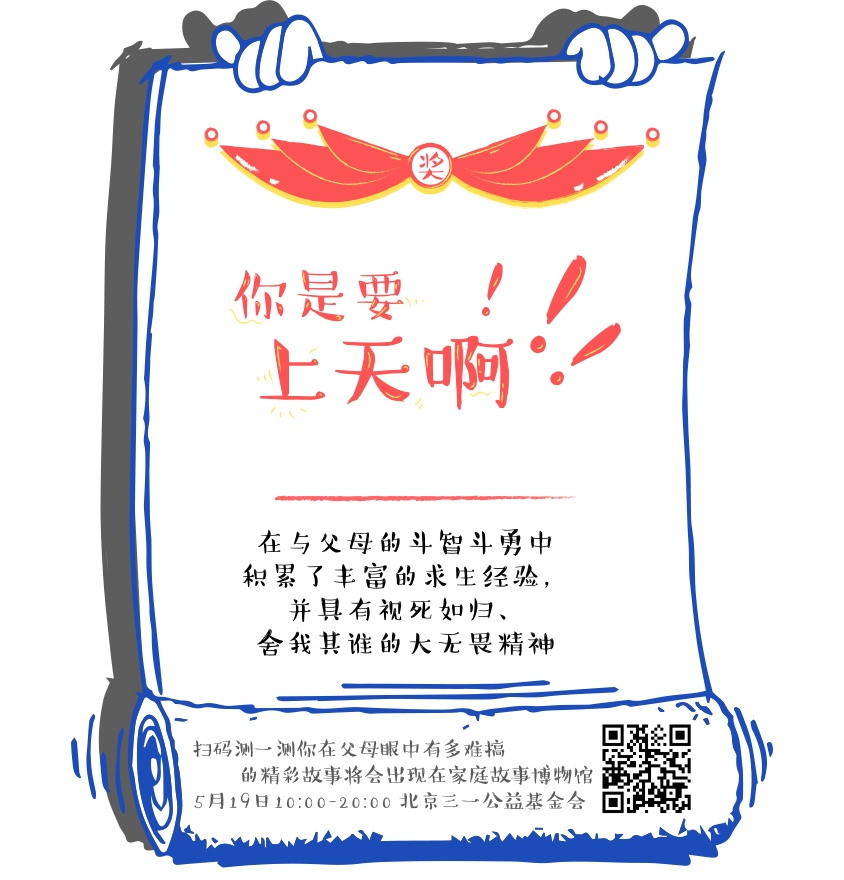 奖
你是要
上天啊!!!
在与父母的斗智斗勇中
积累了丰富的求生经验，
并具有视死如归、
舍我其谁的大无畏精神
扫码测一测你在父母眼中有多难搞
的精彩故事将会出现在家庭故事博物馆
5月19日10:00-20:00 北京三一公益基金会